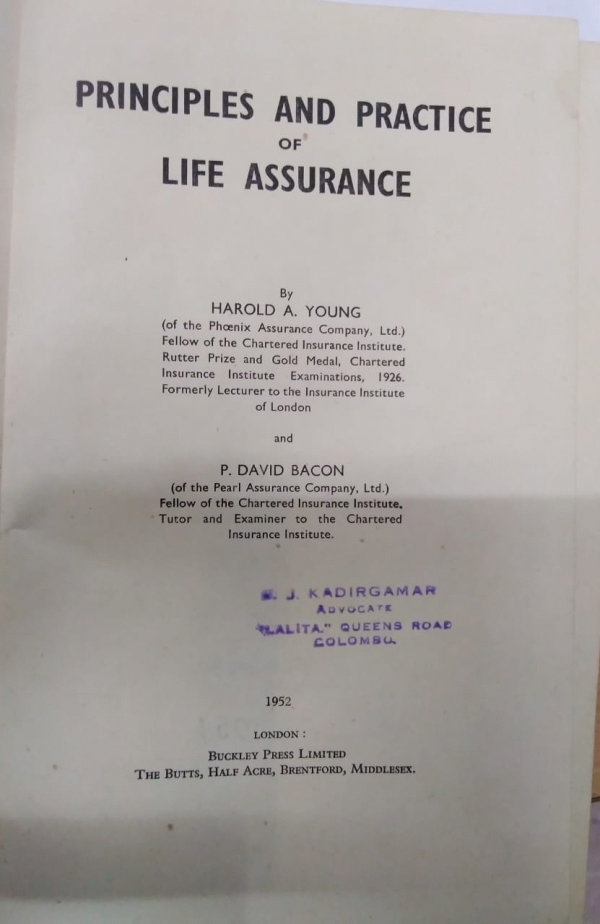 PRINCIPLES AND PRACTICE
OF
LIFE ASSURANCE
By
HAROLD A. YOUNG
(of the Phœnix Assurance Company, Ltd.)
Fellow of the Chartered Insurance Institute.
Rutter Prize and Gold Medal, Chartered
Insurance Institute Examinations, 1926.
Formerly Lecturer to the Insurance Institute
of London
and
P. DAVID BACON
(of the Pearl Assurance Company, Ltd.)
Fellow of the Chartered Insurance Institute,
Tutor and Examiner to the Chartered
Insurance Institute.
J. KADIRGAMAR
ADVOCATE
"LALITA." QUEENS ROAD
COLOMBO.
1952
LONDON :
BUCKLEY PRESS LIMITED
THE BUTTS, HALF ACRE, BRENTFORD, MIDDLESEX.